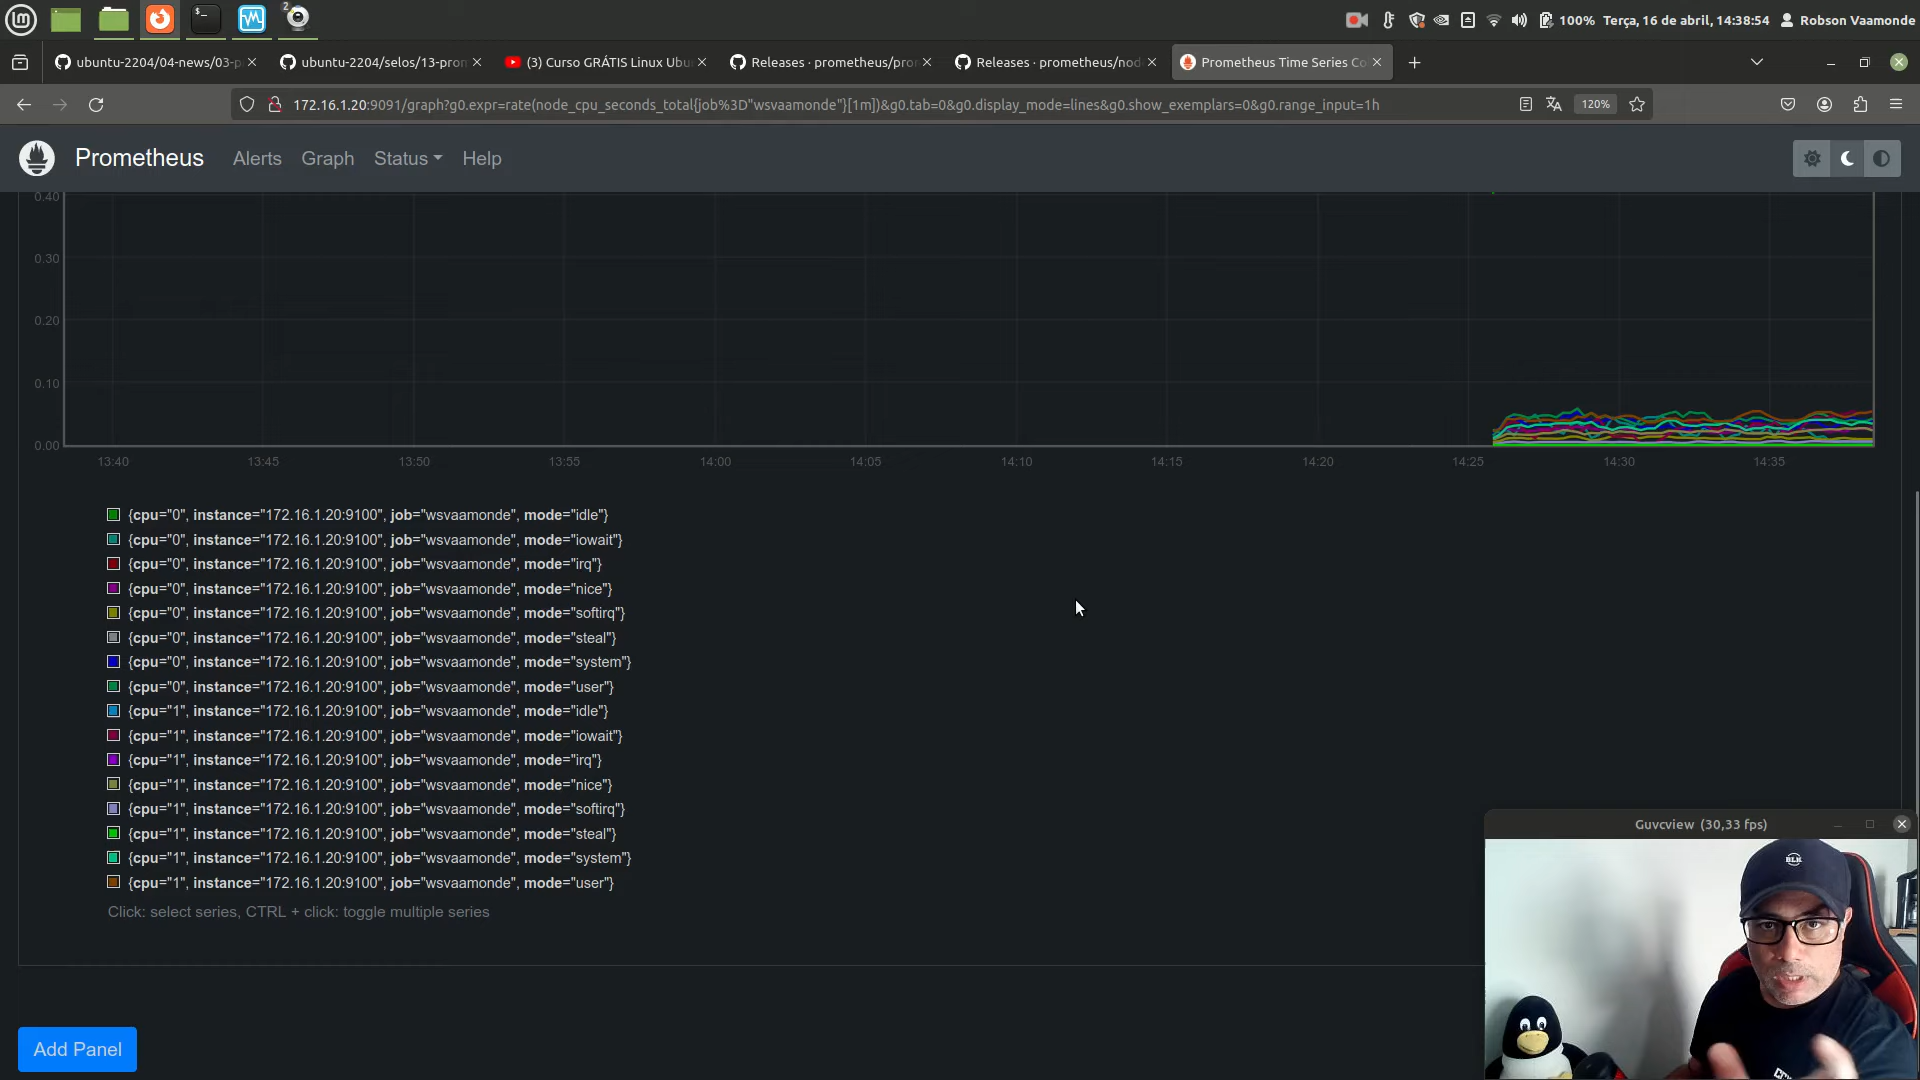 2
100% Terça, 16 de abril, 14:38:54 Robson Vaamonde
ubuntu-2204/04-news/03-p
ubuntu-2204/selos/13-pron
(3) Curso GRÁTIS Linux Ubu
Releases · prometheus/pro
Releases · prometheus/nod
Prometheus Time Series Co
172.16.1.20:9091/graph?g0.expr=rate(node_cpu_seconds_total{job%3D"wsvaamonde"}[1m])&g0.tab=0&g0.display_mode=lines&g0.show_exemplars=0&g0.range_input=1h
120%
Prometheus Alerts Graph Status Help
0.40
0.30
0.20
0.10
0.00
13:40 13:45 13:50 13:55 14:00 14:05 14:10 14:15 14:20 14:25 14:30 14:35
{cpu="0", instance="172.16.1.20:9100", job="wsvaamonde", mode="idle"}
{cpu="0", instance="172.16.1.20:9100", job="wsvaamonde", mode="iowait"}
{cpu="0", instance="172.16.1.20:9100", job="wsvaamonde", mode="irq"}
{cpu="0", instance="172.16.1.20:9100", job="wsvaamonde", mode="nice"}
{cpu="0", instance="172.16.1.20:9100", job="wsvaamonde", mode="softirq"}
{cpu="0", instance="172.16.1.20:9100", job="wsvaamonde", mode="steal"}
{cpu="0", instance="172.16.1.20:9100", job="wsvaamonde", mode="system"}
{cpu="0", instance="172.16.1.20:9100", job="wsvaamonde", mode="user"}
{cpu="1", instance="172.16.1.20:9100", job="wsvaamonde", mode="idle"}
{cpu="1", instance="172.16.1.20:9100", job="wsvaamonde", mode="iowait"}
{cpu="1", instance="172.16.1.20:9100", job="wsvaamonde", mode="irq"}
{cpu="1", instance="172.16.1.20:9100", job="wsvaamonde", mode="nice"}
{cpu="1", instance="172.16.1.20:9100", job="wsvaamonde", mode="softirq"}
{cpu="1", instance="172.16.1.20:9100", job="wsvaamonde", mode="steal"}
{cpu="1", instance="172.16.1.20:9100", job="wsvaamonde", mode="system"}
{cpu="1", instance="172.16.1.20:9100", job="wsvaamonde", mode="user"}
Click: select series, CTRL + click: toggle multiple series
Add Panel
Guvcview (30,33 fps)
BLK